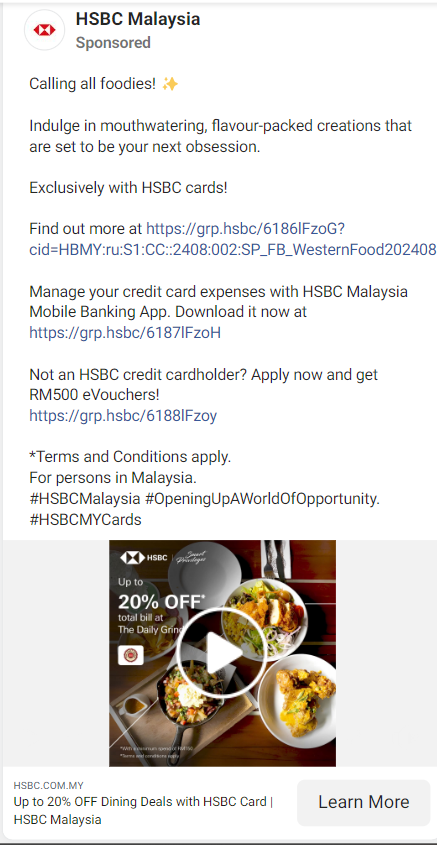 HSBC Malaysia
Sponsored
Calling all foodies! ✨
Indulge in mouthwatering, flavour-packed creations that
are set to be your next obsession.
Exclusively with HSBC cards!
Find out more at https://grp.hsbc/6186lFzoG?
cid=HBMY:ru:S1:CC::2408:002:SP_FB_WesternFood202408
Manage your credit card expenses with HSBC Malaysia
Mobile Banking App. Download it now at
https://grp.hsbc/6187lFzoH
Not an HSBC credit cardholder? Apply now and get
RM500 eVouchers!
https://grp.hsbc/6188lFzoy
*Terms and Conditions apply.
For persons in Malaysia.
#HSBCMalaysia #OpeningUpAWorldOfOpportunity.
#HSBCMYCards
HSBC Smart Privileges
Up to
20% OFF*
total bill at
The Daily Grind
*With a minimum spend of
*Terms and conditions apply
HSBC.COM.MY
Up to 20% OFF Dining Deals with HSBC Card |
HSBC Malaysia
Learn More